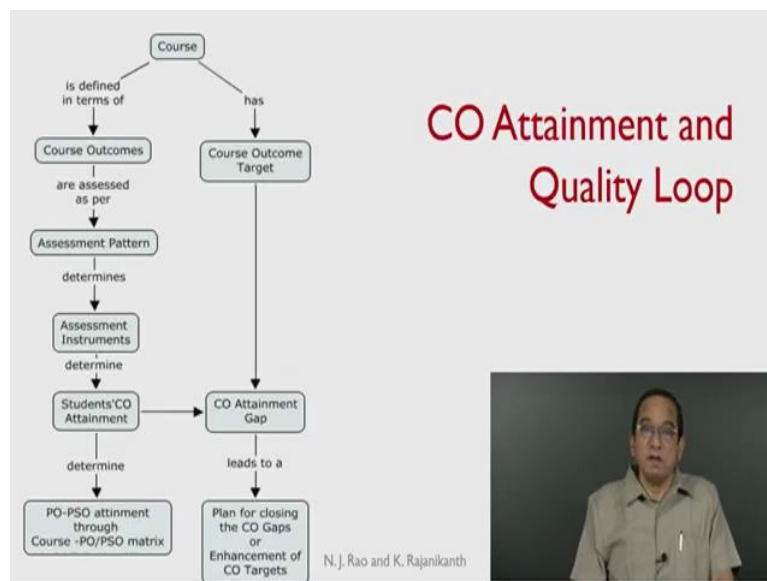 Course
is defined
in terms of
has
Course Outcomes
Course Outcome
Target
are assessed
as per
Assessment Pattern
determines
Assessment
Instruments
determine
Students'CO
Attainment
CO Attainment
Gap
determine
leads to a
PO-PSO attinment
through
Course -PO/PSO matrix
Plan for closing
the CO Gaps
or
Enhancement of
CO Targets
CO Attainment and
Quality Loop
N. J. Rao and K. Rajanikanth